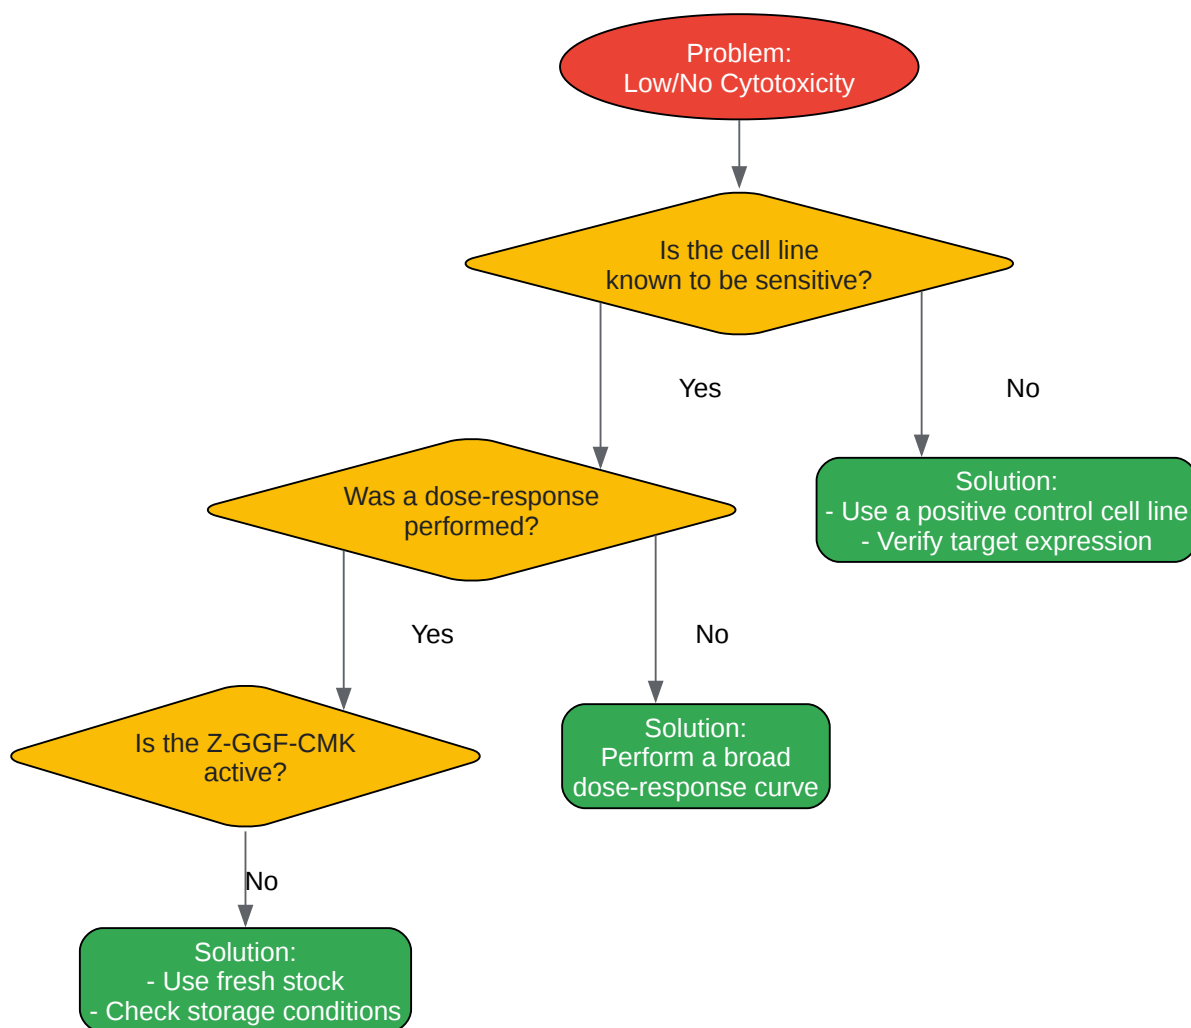 Problem:
Low/No Cytotoxicity
Is the cell line
known to be sensitive?
Yes
No
Was a dose-response
performed?
Solution:
- Use a positive control cell line
- Verify target expression
Yes
No
Is the Z-GGF-CMK
active?
Solution:
Perform a broad
dose-response curve
No
Solution:
- Use fresh stock
- Check storage conditions